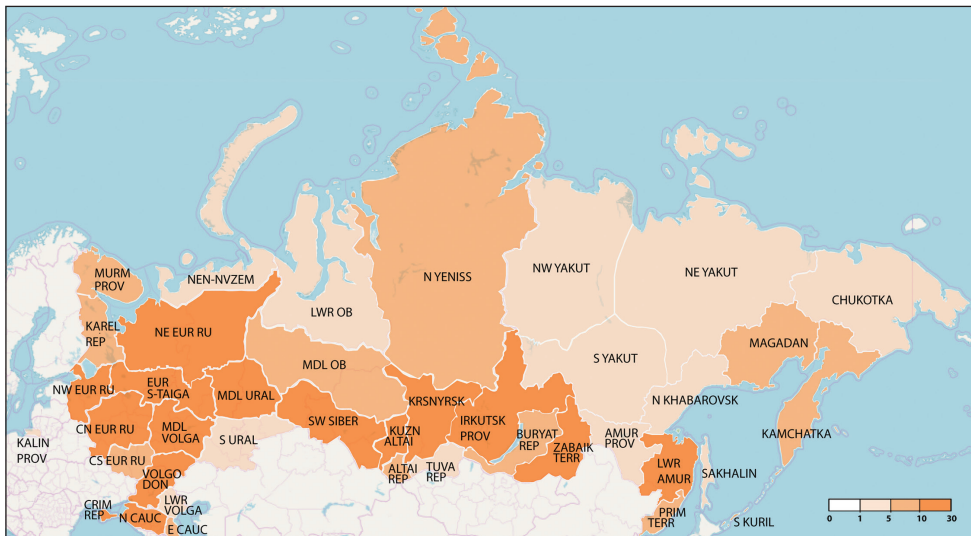 MURM
PROV
NEN-NVZEM
N YENISS
NW YAKUT
NE YAKUT
CHUKOTKA
KAREL
REP
NE EUR RU
LWR OB
MAGADAN
S YAKUT
MDL OB
NW EUR RU
EUR
S-TAIGA
MDL URAL
KRSNYRSK
N KHABAROVSK
CN EUR RU
MDL
VOLGA
SW SIBER
KUZN
ALTAI
IRKUTSK
PROV
BURYAT
REP
ZABAIK
TERR
AMUR
PROV
KAMCHATKA
KALIN
PROV
S URAL
CS EUR RU
VOLGO
DON
ALTAI
REP
TUVA
REP
LWR
AMUR
SAKHALIN
CRIM
REP
N CAUC
LWR
VOLGA
E CAUC
PRIM
TERR
S KURIL
0 1 5 10 30